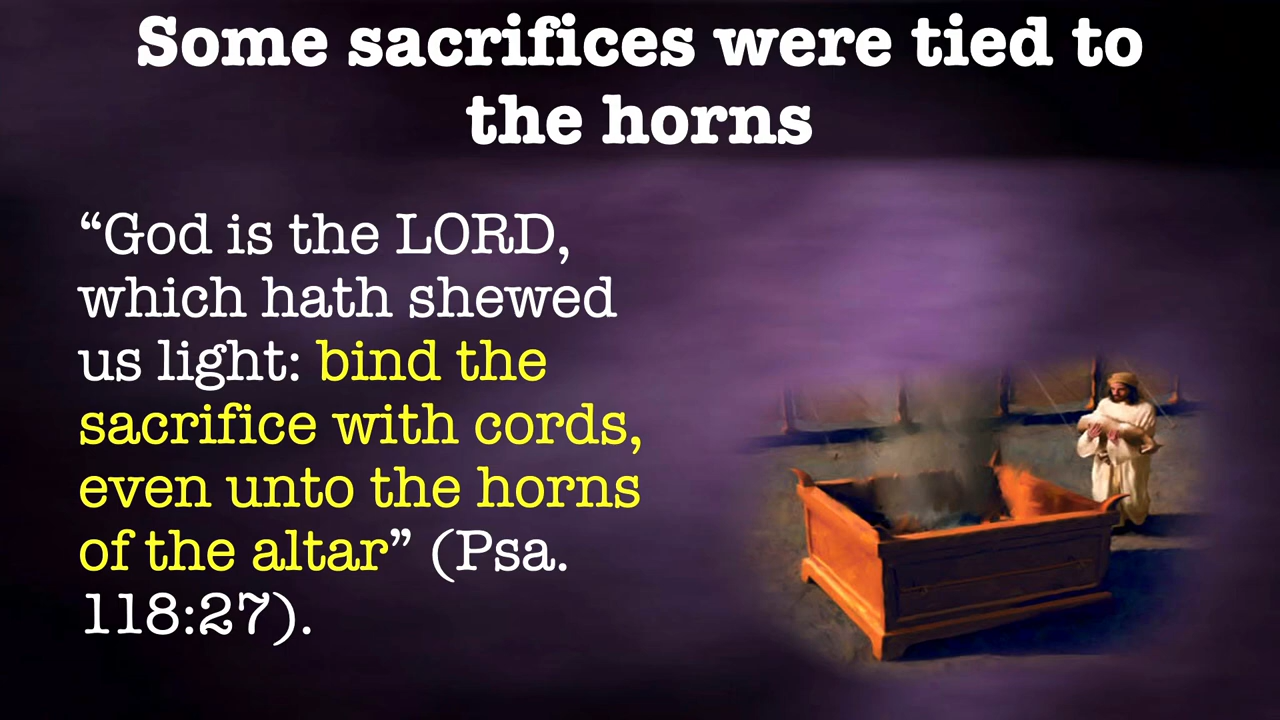 Some sacrifices were tied to
the horns
“God is the LORD,
which hath shewed
us light: bind the
sacrifice with cords,
even unto the horns
of the altar” (Psa.
118:27).